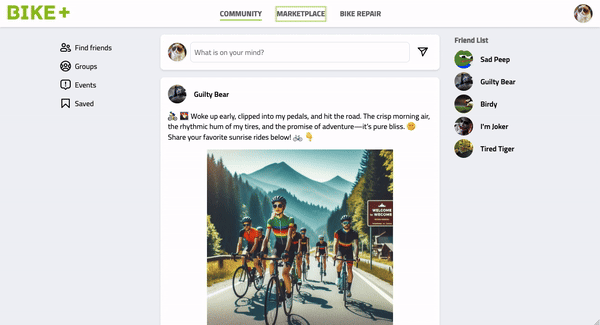 BIKE+
COMMUNITY
MARKETPLACE
BIKE REPAIR
Find friends
Groups
Events
Saved
What is on your mind?
Guilty Bear
Woke up early, clipped into my pedals, and hit the road. The crisp morning air,
the rhythmic hum of my tires, and the promise of adventure—it's pure bliss.
Share your favorite sunrise rides below!
WELCOME
Friend List
Sad Peep
Guilty Bear
Birdy
I'm Joker
Tired Tiger